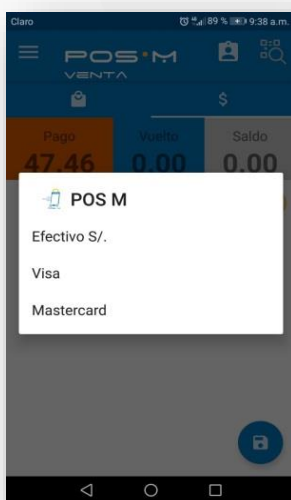 Claro 89 % 9:38 a.m.
POS·M
VENTA
$
Pago Vuelto Saldo
47.46 0.00 0.00
POS M
Efectivo S/.
Visa
Mastercard